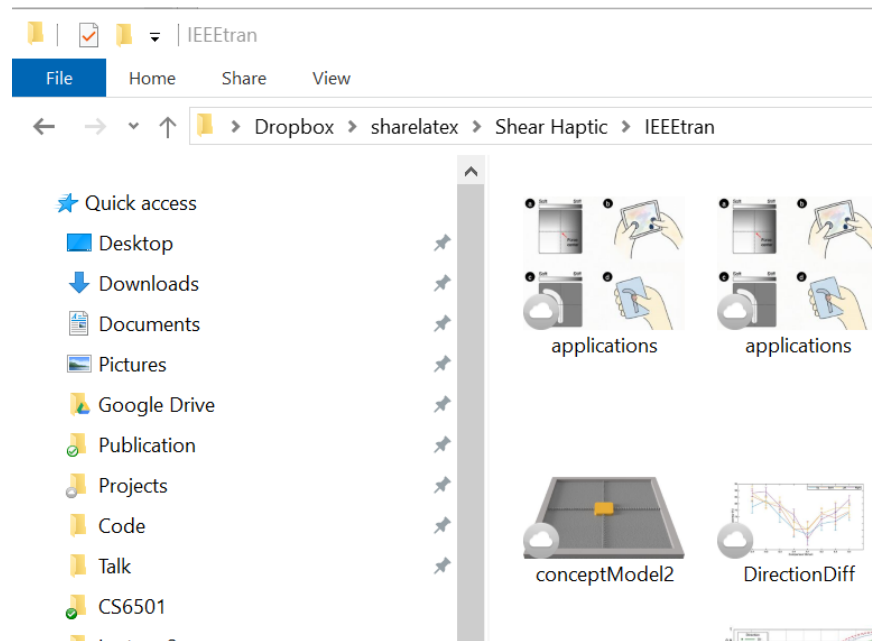 IEEEtran
File Home Share View
Dropbox sharelatex Shear Haptic IEEEtran
Quick access
Desktop
Downloads
Documents
Pictures
Google Drive
Publication
Projects
Code
Talk
CS6501
applications applications
conceptModel2 DirectionDiff